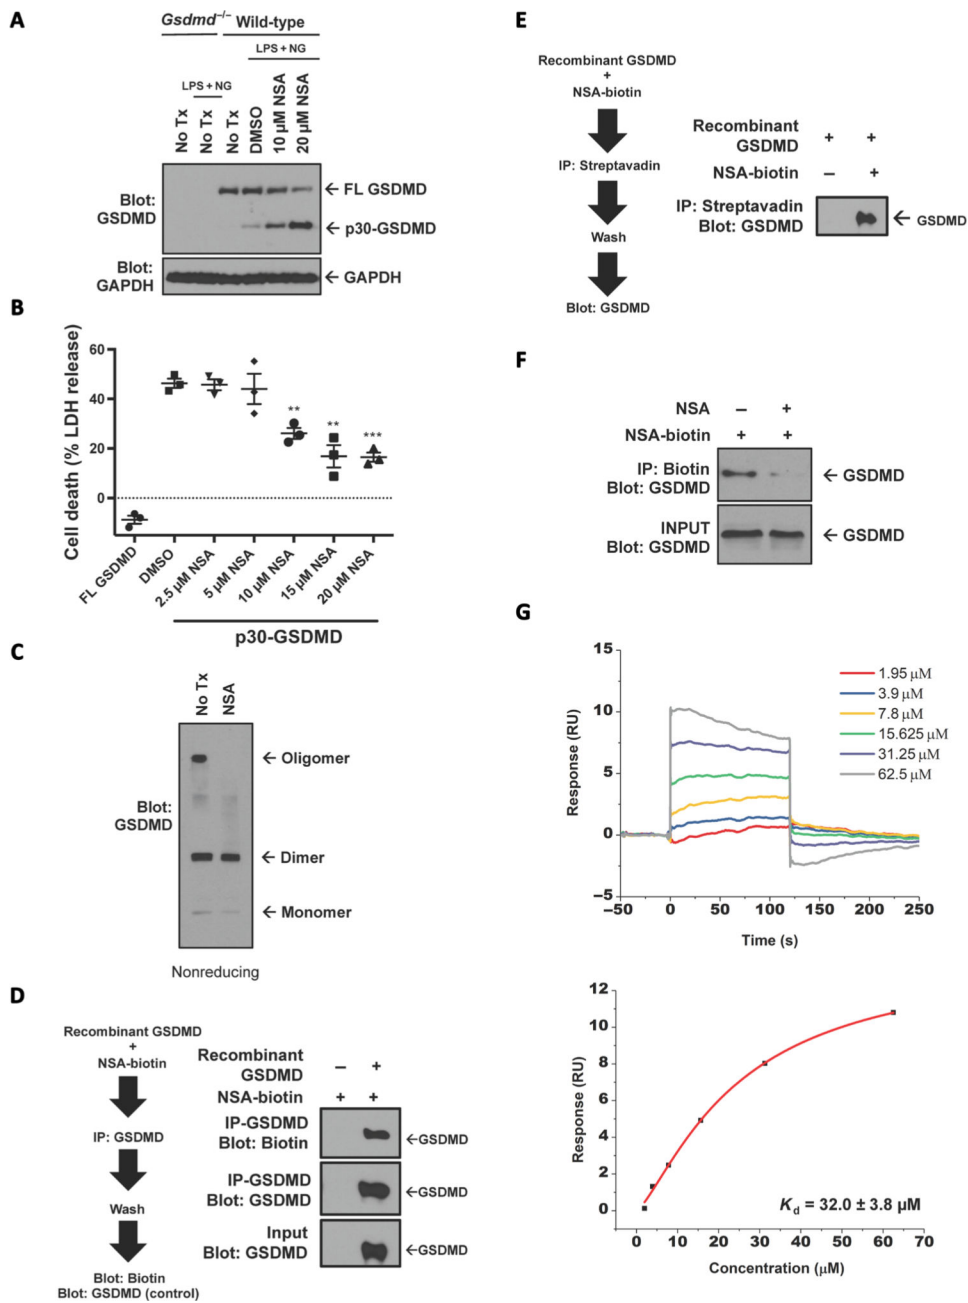 A
Gsdmd–/– Wild-type
LPS + NG
LPS + NG
No Tx
No Tx
No Tx
DMSO
10 μM NSA
20 μM NSA
Blot:
GSDMD
← FL GSDMD
← p30-GSDMD
Blot:
GAPDH
← GAPDH
B
Cell death (% LDH release)
60
40
20
0
**
**
***
FL GSDMD
DMSO
2.5 μM NSA
5 μM NSA
10 μM NSA
15 μM NSA
20 μM NSA
p30-GSDMD
C
No Tx
NSA
Blot:
GSDMD
← Oligomer
← Dimer
← Monomer
Nonreducing
D
Recombinant GSDMD
+
NSA-biotin
IP: GSDMD
Wash
Blot: Biotin
Blot: GSDMD (control)
Recombinant
GSDMD
– +
NSA-biotin + +
IP-GSDMD
Blot: Biotin
←GSDMD
IP-GSDMD
Blot: GSDMD
←GSDMD
Input
Blot: GSDMD
←GSDMD
E
Recombinant GSDMD
+
NSA-biotin
IP: Streptavadin
Wash
Blot: GSDMD
Recombinant
GSDMD
+ +
NSA-biotin – +
IP: Streptavadin
Blot: GSDMD
← GSDMD
F
NSA – +
NSA-biotin + +
IP: Biotin
Blot: GSDMD
← GSDMD
INPUT
Blot: GSDMD
← GSDMD
G
Response (RU)
15
10
5
0
–5
–50 0 50 100 150 200 250
Time (s)
1.95 μM
3.9 μM
7.8 μM
15.625 μM
31.25 μM
62.5 μM
Response (RU)
12
10
8
6
4
2
0
0 10 20 30 40 50 60 70
Concentration (μM)
Kd = 32.0 ± 3.8 μM